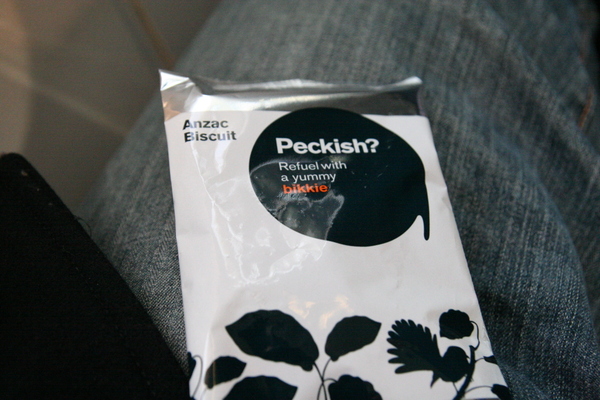 Anzac
Biscuit
Peckish?
Refuel with
a yummy
bikkie